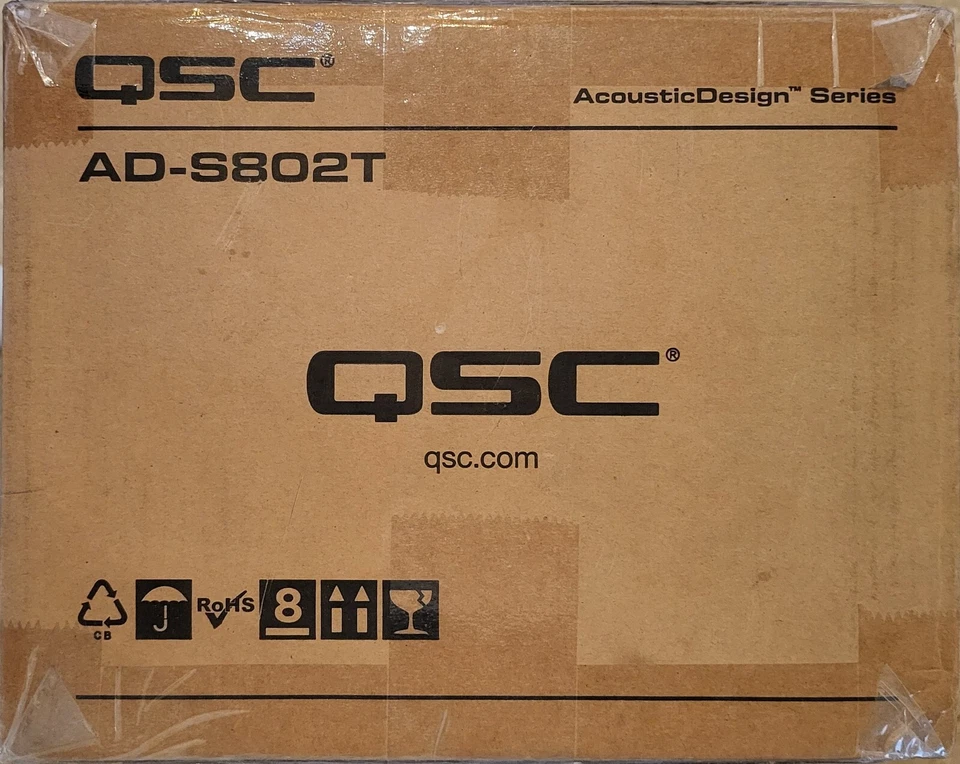 QSC®
AcousticDesign™ Series
AD-S802T
QSC®
qsc.com
CB
RoHS
8